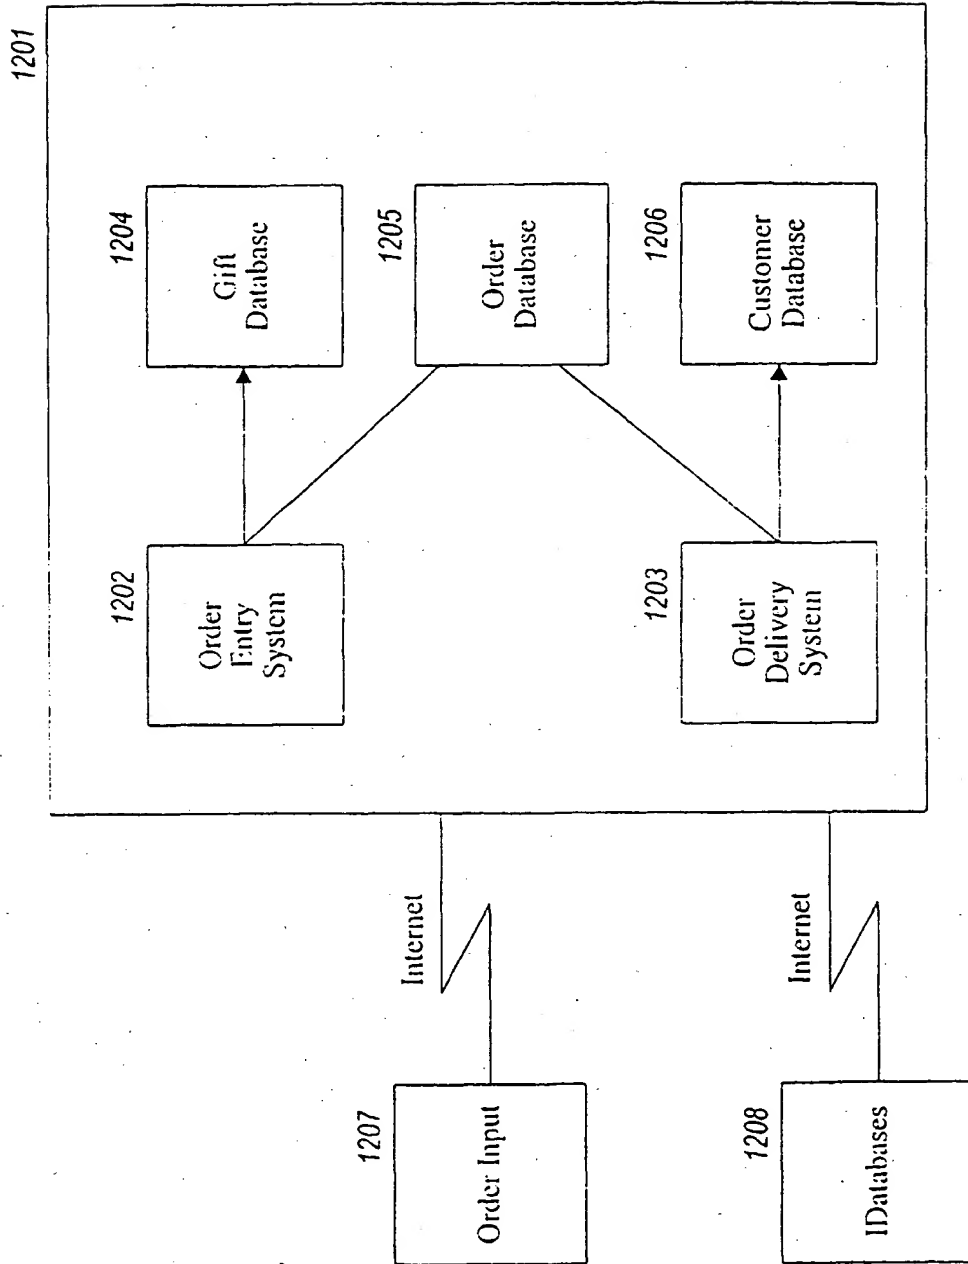 1201
1202
Order
Entry
System
1204
Gift
Database
1205
Order
Database
1207
Order Input
Internet
1203
Order
Delivery
System
1206
Customer
Database
1208
IDatabases
Internet